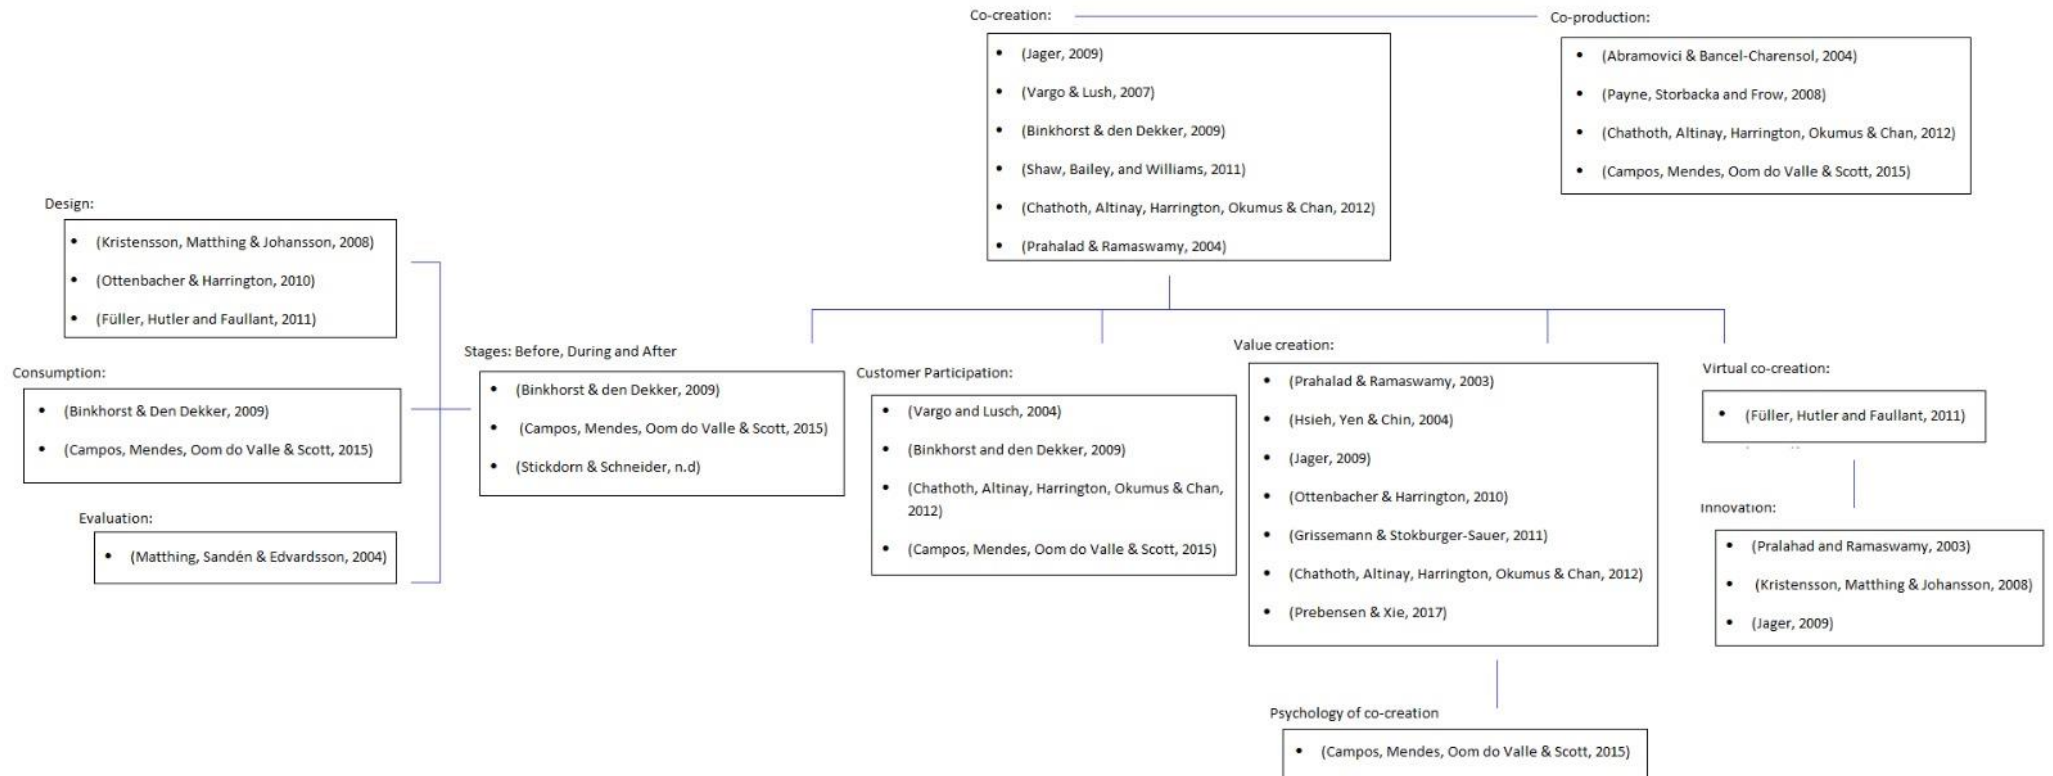 Co-creation:
• (Jager, 2009)
• (Vargo & Lush, 2007)
• (Binkhorst & den Dekker, 2009)
• (Shaw, Bailey, and Williams, 2011)
• (Chathoth, Altinay, Harrington, Okumus & Chan, 2012)
• (Prahalad & Ramaswamy, 2004)
Co-production:
• (Abramovici & Bancel-Charensol, 2004)
• (Payne, Storbacka and Frow, 2008)
• (Chathoth, Altinay, Harrington, Okumus & Chan, 2012)
• (Campos, Mendes, Oom do Valle & Scott, 2015)
Design:
• (Kristensson, Matthing & Johansson, 2008)
• (Ottenbacher & Harrington, 2010)
• (Füller, Hutler and Faullant, 2011)
Consumption:
• (Binkhorst & Den Dekker, 2009)
• (Campos, Mendes, Oom do Valle & Scott, 2015)
Evaluation:
• (Matthing, Sandén & Edvardsson, 2004)
Stages: Before, During and After
• (Binkhorst & den Dekker, 2009)
• (Campos, Mendes, Oom do Valle & Scott, 2015)
• (Stickdorn & Schneider, n.d)
Customer Participation:
• (Vargo and Lusch, 2004)
• (Binkhorst and den Dekker, 2009)
• (Chathoth, Altinay, Harrington, Okumus & Chan,
2012)
• (Campos, Mendes, Oom do Valle & Scott, 2015)
Value creation:
• (Prahalad & Ramaswamy, 2003)
• (Hsieh, Yen & Chin, 2004)
• (Jager, 2009)
• (Ottenbacher & Harrington, 2010)
• (Grissemann & Stokburger-Sauer, 2011)
• (Chathoth, Altinay, Harrington, Okumus & Chan, 2012)
• (Prebensen & Xie, 2017)
Psychology of co-creation
• (Campos, Mendes, Oom do Valle & Scott, 2015)
Virtual co-creation:
• (Füller, Hutler and Faullant, 2011)
Innovation:
• (Pralahad and Ramaswamy, 2003)
• (Kristensson, Matthing & Johansson, 2008)
• (Jager, 2009)